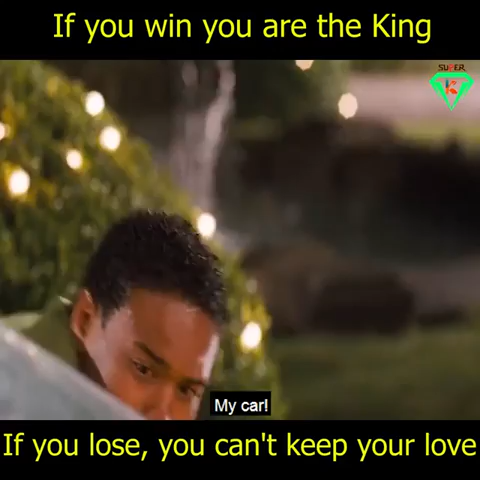 If you win you are the King
SUPER
K
My car!
If you lose, you can't keep your love